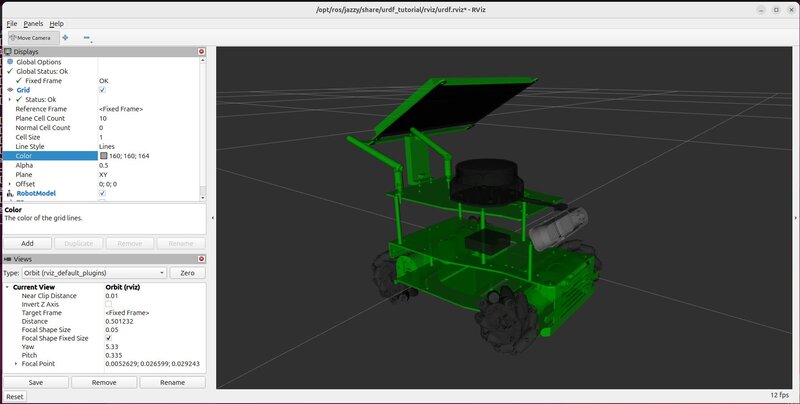 /opt/ros/jazzy/share/urdf_tutorial/rviz/urdf.rviz* - RViz
File Panels Help
Move Camera
Displays
Global Options
Global Status: Ok
Fixed Frame OK
Grid
Status: Ok
Reference Frame <Fixed Frame>
Plane Cell Count 10
Normal Cell Count 0
Cell Size 1
Line Style Lines
Color 160; 160; 164
Alpha 0.5
Plane XY
Offset 0; 0; 0
RobotModel
Color
The color of the grid lines.
Add Duplicate Remove Rename
Views
Type: Orbit (rviz_default_plugins) Zero
Current View Orbit (rviz)
Near Clip Distance 0.01
Invert Z Axis
Target Frame <Fixed Frame>
Distance 0.501232
Focal Shape Size 0.05
Focal Shape Fixed Size
Yaw 5.33
Pitch 0.335
Focal Point 0.0052629; 0.026599; 0.029243
Save Remove Rename
Reset 12 fps